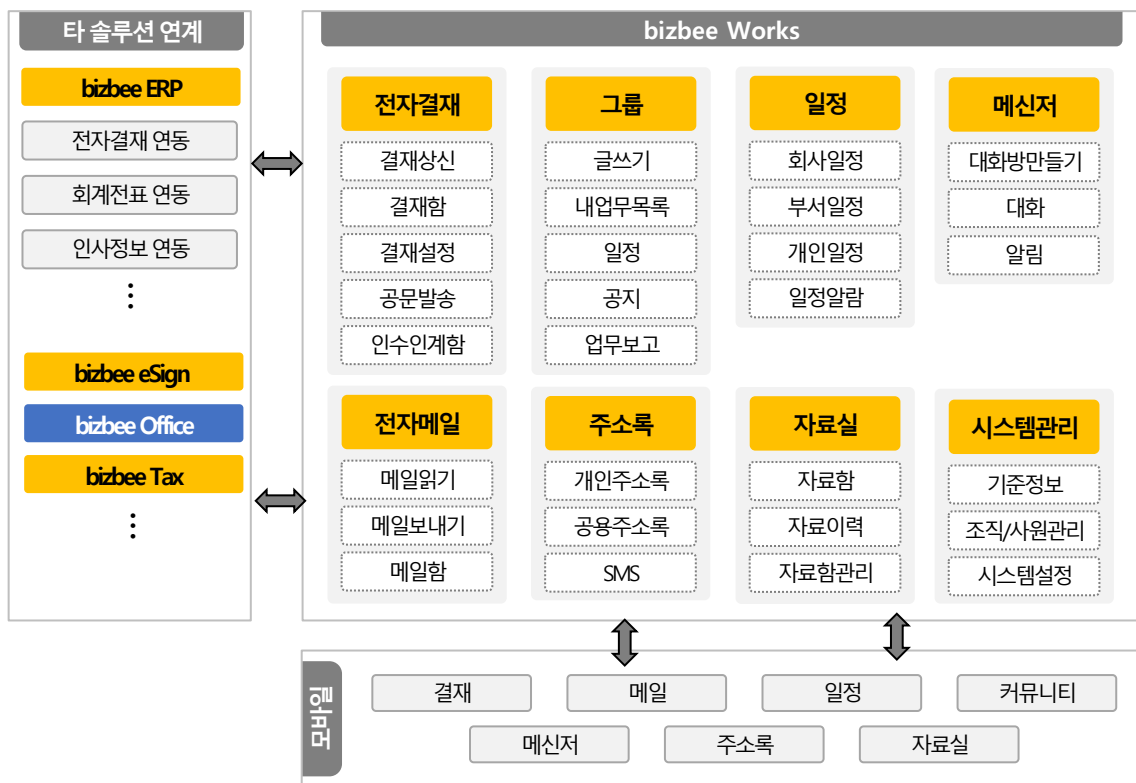 타 솔루션 연계
bizbee ERP
전자결재 연동
회계전표 연동
인사정보 연동
⋮
bizbee eSign
bizbee Office
bizbee Tax
⋮
bizbee Works
전자결재
결재상신
결재함
결재설정
공문발송
인수인계함
그룹
글쓰기
내업무목록
일정
공지
업무보고
일정
회사일정
부서일정
개인일정
일정알람
메신저
대화방만들기
대화
알림
전자메일
메일읽기
메일보내기
메일함
주소록
개인주소록
공용주소록
SMS
자료실
자료함
자료이력
자료함관리
시스템관리
기준정보
조직/사원관리
시스템설정
모바일
결재
메일
일정
커뮤니티
메신저
주소록
자료실